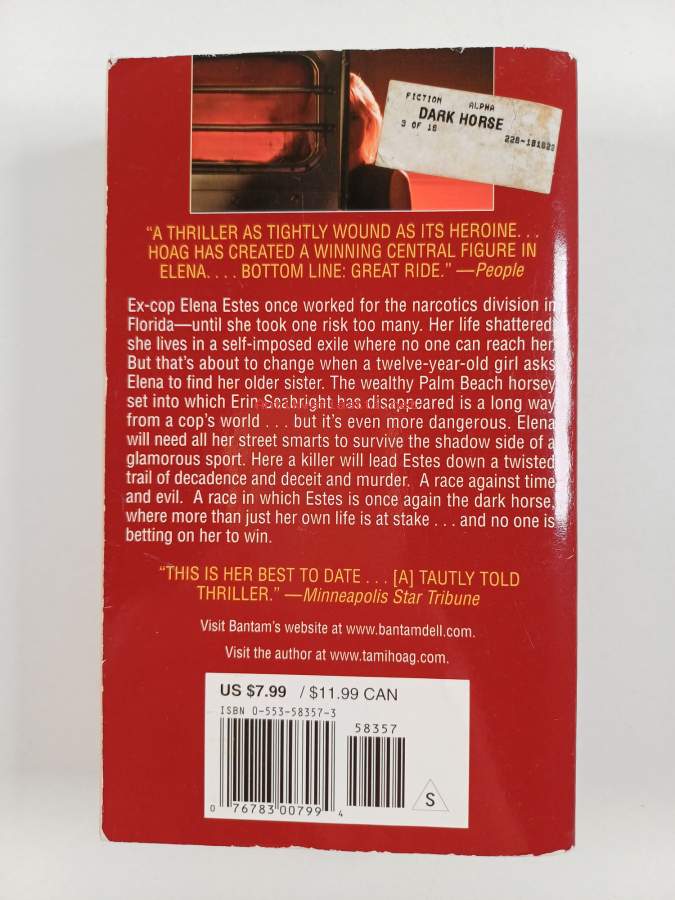 FICTION ALPHA
DARK HORSE
3 OF 18
“A THRILLER AS TIGHTLY WOUND AS ITS HEROINE. . .
HOAG HAS CREATED A WINNING CENTRAL FIGURE IN
ELENA. . . . BOTTOM LINE: GREAT RIDE.” —People
Ex-cop Elena Estes once worked for the narcotics division in
Florida—until she took one risk too many. Her life shattered,
she lives in a self-imposed exile where no one can reach her.
But that’s about to change when a twelve-year-old girl asks
Elena to find her older sister. The wealthy Palm Beach horsey
set into which Erin Seabright has disappeared is a long way
from a cop’s world . . . but it’s even more dangerous. Elena
will need all her street smarts to survive the shadow side of a
glamorous sport. Here a killer will lead Estes down a twisted
trail of decadence and deceit and murder. A race against time
and evil. A race in which Estes is once again the dark horse,
where more than just her own life is at stake . . . and no one is
betting on her to win.
“THIS IS HER BEST TO DATE . . . [A] TAUTLY TOLD
THRILLER.” —Minneapolis Star Tribune
Visit Bantam’s website at www.bantamdell.com.
Visit the author at www.tamihoag.com.
US $7.99 / $11.99 CAN
ISBN 0-553-58357-3
58357
S
0 76783 00799 4